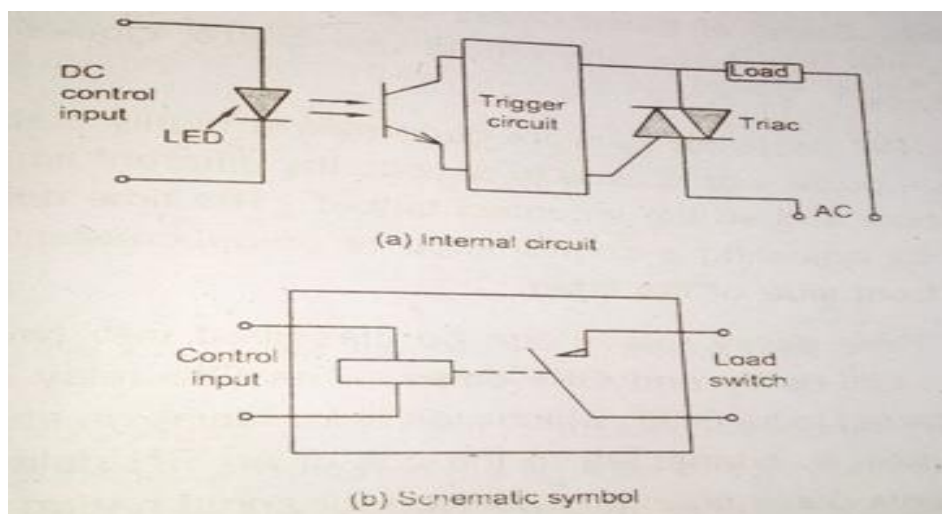 DC
control
input
LED
Trigger
circuit
Load
Triac
AC
(a) Internal circuit
Control
input
Load
switch
(b) Schematic symbol